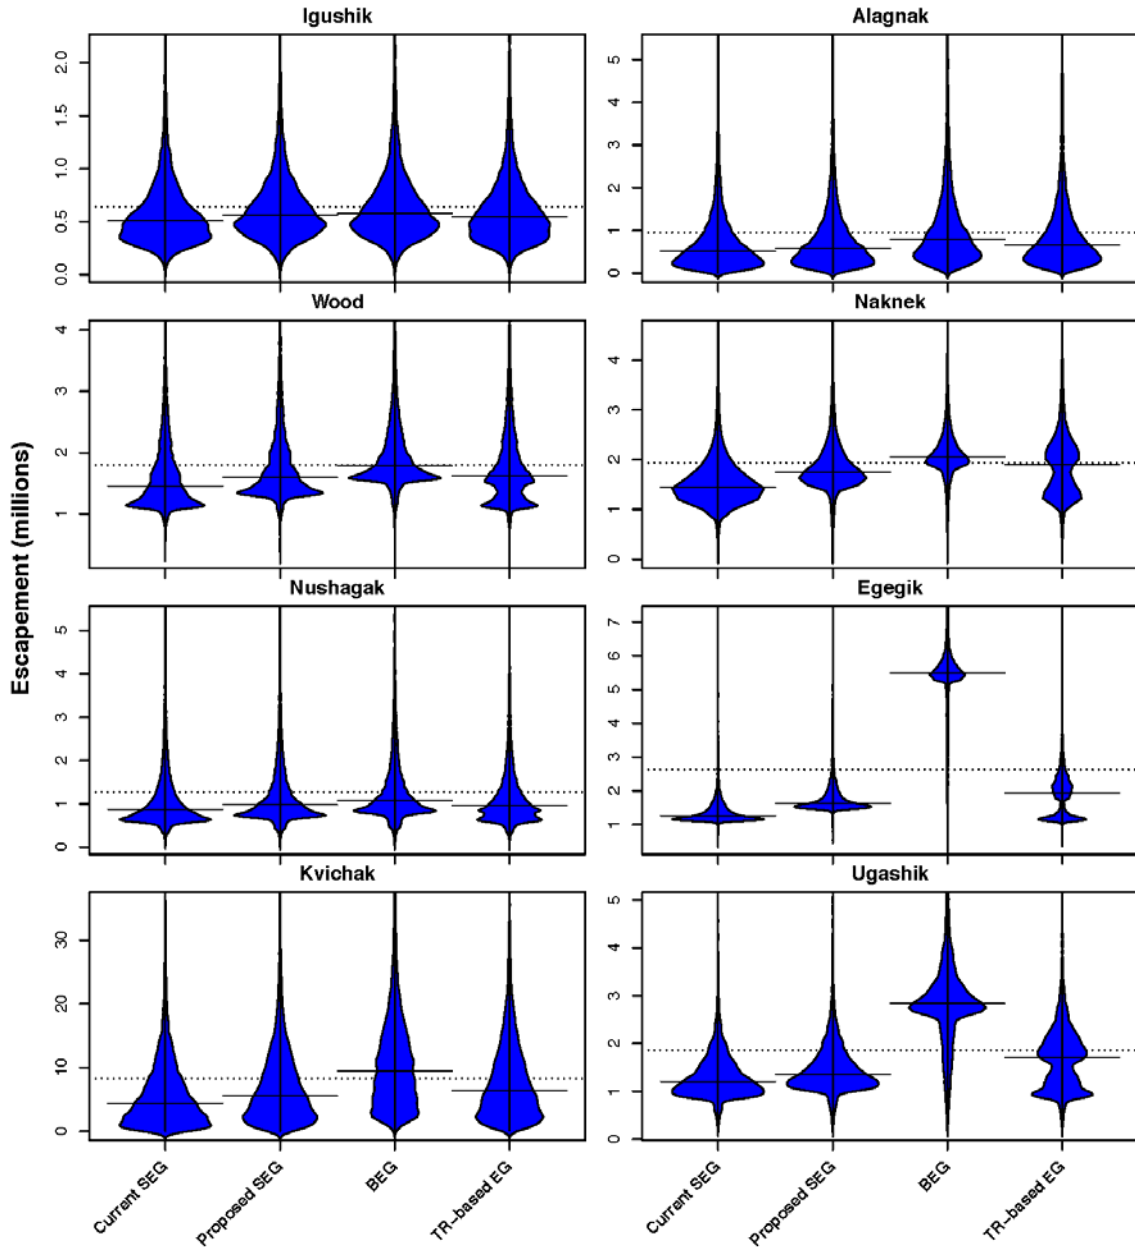 Igushik
Alagnak
2.0
1.5
1.0
0.5
0.0
5
4
3
2
1
0
Wood
Naknek
4
3
2
1
4
3
2
1
0
Escapement (millions)
Nushagak
Egegik
5
4
3
2
1
0
7
6
5
4
3
2
1
Kvichak
Ugashik
30
20
10
0
5
4
3
2
1
0
Current SEG
Proposed SEG
BEG
TR-based EG
Current SEG
Proposed SEG
BEG
TR-based EG